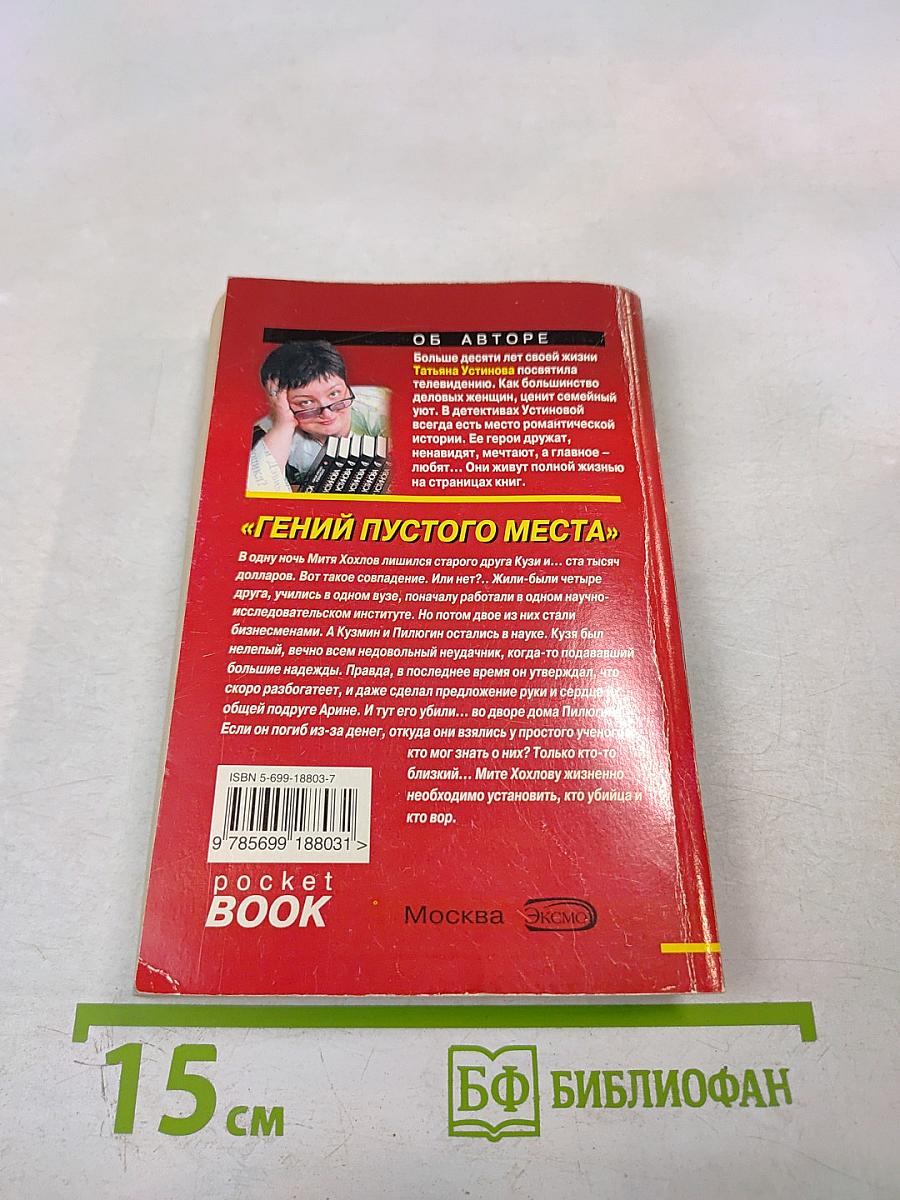 ОБ АВТОРЕ
Больше десяти лет своей жизни
Татьяна Устинова посвятила
телевидению. Как большинство
деловых женщин, ценит семейный
уют. В детективах Устиновой
всегда есть место романтической
истории. Ее герои дружат,
ненавидят, мечтают, а главное –
любят... Они живут полной жизнью
на страницах книг.
«ГЕНИЙ ПУСТОГО МЕСТА»
В одну ночь Митя Хохлов лишился старого друга Кузи и... ста тысяч
долларов. Вот такое совпадение. Или нет?.. Жили-были четыре
друга, учились в одном вузе, поначалу работали в одном научно-
исследовательском институте. Но потом двое из них стали
бизнесменами. А Кузмин и Пилюгин остались в науке. Кузя был
нелепый, вечно всем недовольный неудачник, когда-то подававший
большие надежды. Правда, в последнее время он утверждал, что
скоро разбогатеет, и даже сделал предложение руки и сердца их
общей подруге Арине. И тут его убили... во дворе дома
Если он погиб из-за денег, откуда они взялись у простого
кто мог знать о них? Только кто-то
близкий... Мите Хохлову жизненно
необходимо установить, кто убийца и
кто вор.
ISBN 5-699-18803-7
9 785699 188031 >
pocket
BOOK
Москва ЭКСМО
15 см
БФ БИБЛИОФАН